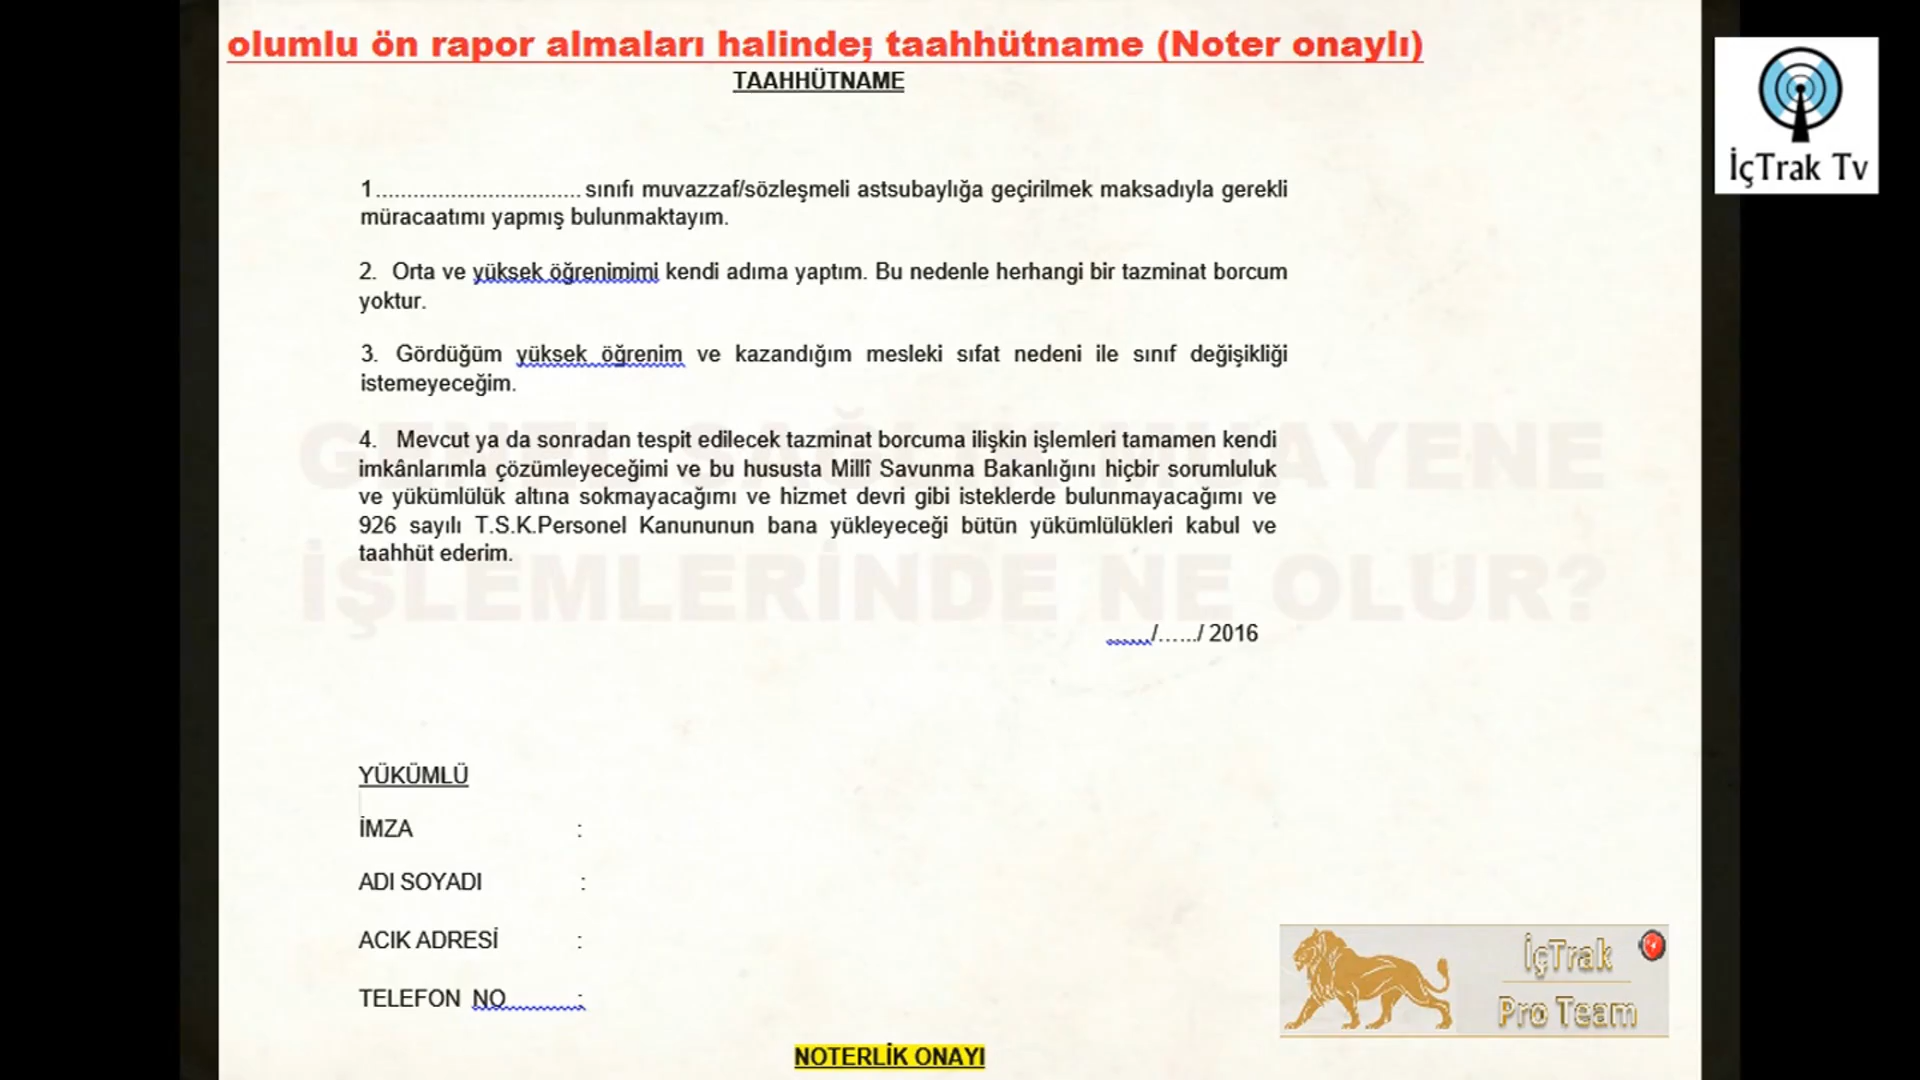 olumlu ön rapor almaları halinde; taahhütname (Noter onaylı)
TAAHHÜTNAME
İçTrak Tv
1................................. sınıfı muvazzaf/sözleşmeli astsubaylığa geçirilmek maksadıyla gerekli
müracaatımı yapmış bulunmaktayım.
2. Orta ve yüksek öğrenimimi kendi adıma yaptım. Bu nedenle herhangi bir tazminat borcum
yoktur.
3. Gördüğüm yüksek öğrenim ve kazandığım mesleki sıfat nedeni ile sınıf değişikliği
istemeyeceğim.
4. Mevcut ya da sonradan tespit edilecek tazminat borcuma ilişkin işlemleri tamamen kendi
imkânlarımla çözümleyeceğimi ve bu hususta Millî Savunma Bakanlığını hiçbir sorumluluk
ve yükümlülük altına sokmayacağımı ve hizmet devri gibi isteklerde bulunmayacağımı ve
926 sayılı T.S.K.Personel Kanununun bana yükleyeceği bütün yükümlülükleri kabul ve
taahhüt ederim.
GENEL SAĞLIK MUAYENE
İŞLEMLERİNDE NE OLUR?
....../....../ 2016
YÜKÜMLÜ
İMZA :
ADI SOYADI :
ACIK ADRESİ :
TELEFON NO :
İçTrak
Pro Team
NOTERLİK ONAYI